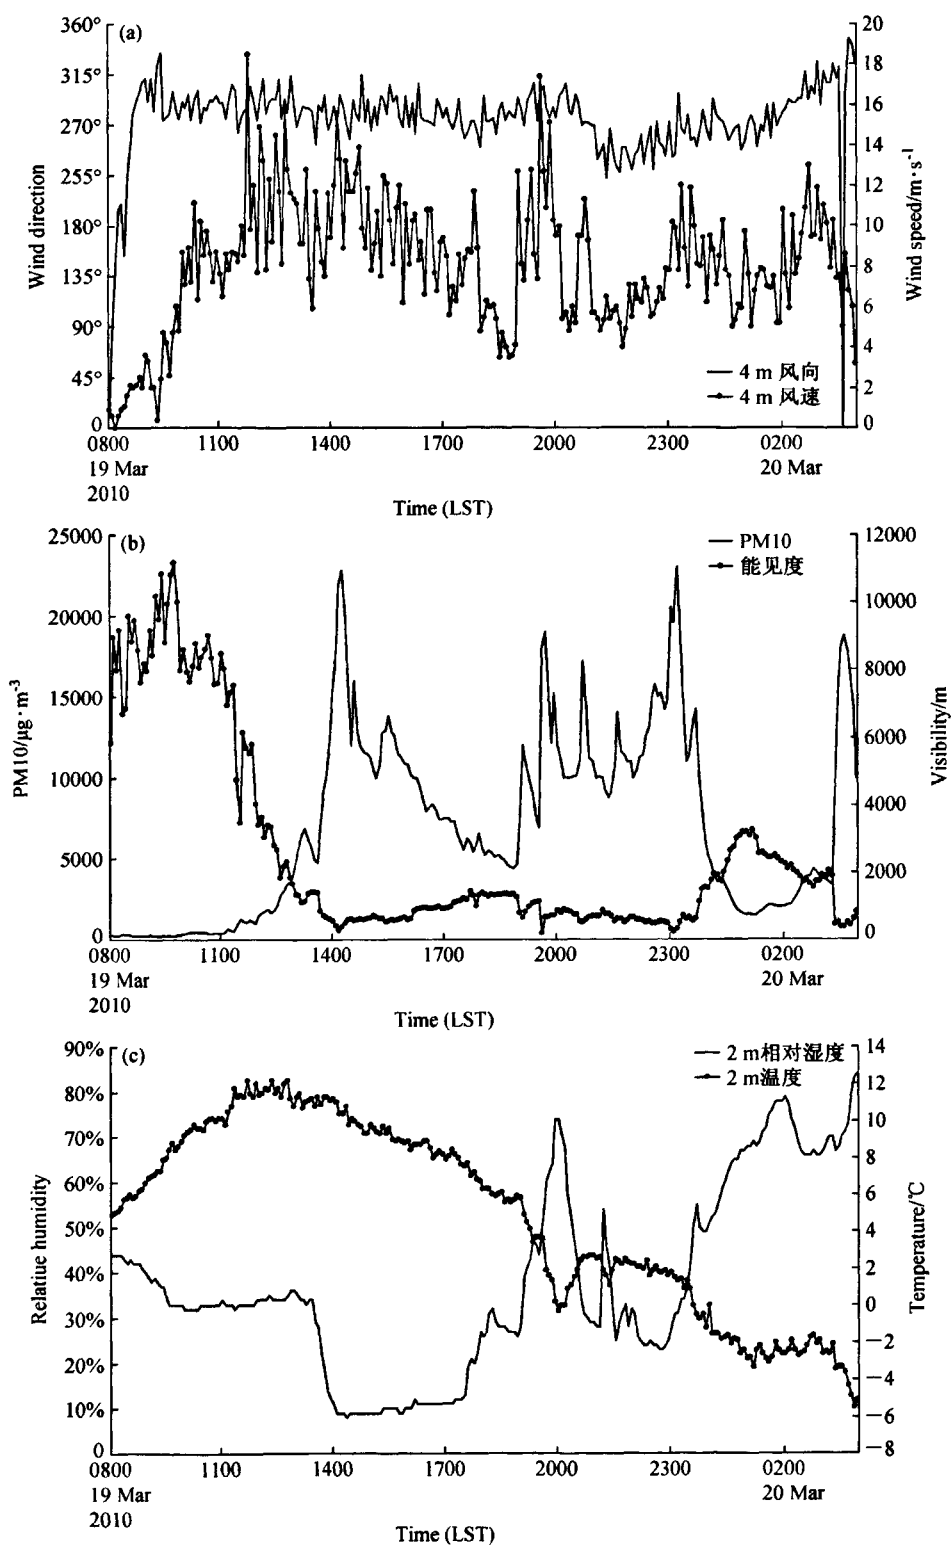 (a)
360°
315°
270°
255°
180°
135°
90°
45°
0
Wind direction
20
18
16
14
12
10
8
6
4
2
0
Wind speed/m·s⁻¹
4 m 风向
4 m 风速
0800 1100 1400 1700 2000 2300 0200
19 Mar 20 Mar
2010
Time (LST)
(b)
25000
20000
15000
10000
5000
0
PM10/μg·m⁻³
12000
10000
8000
6000
4000
2000
0
Visibility/m
PM10
能见度
0800 1100 1400 1700 2000 2300 0200
19 Mar 20 Mar
2010
Time (LST)
(c)
90%
80%
70%
60%
50%
40%
30%
20%
10%
0
Relatiue humidity
14
12
10
8
6
4
2
0
−2
−4
−6
−8
Temperature/℃
2 m相对湿度
2 m温度
0800 1100 1400 1700 2000 2300 0200
19 Mar 20 Mar
2010
Time (LST)